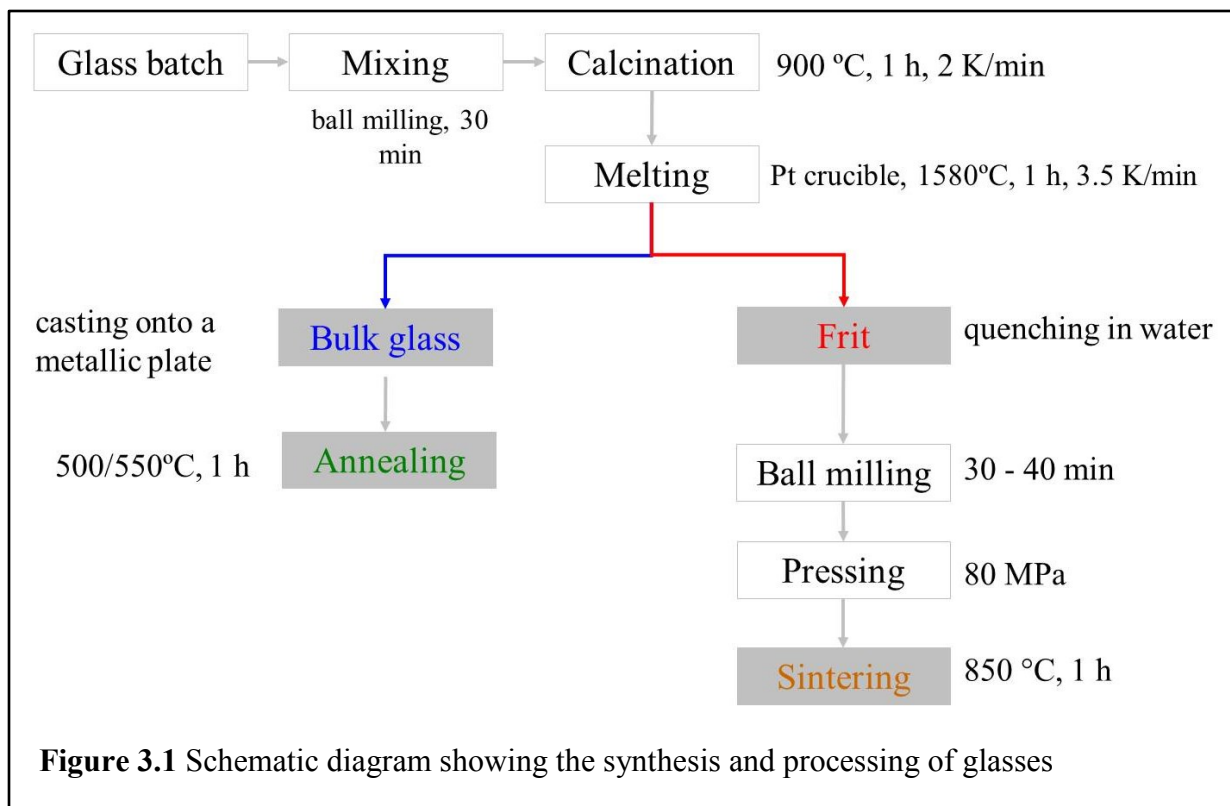 Glass batch
Mixing
Calcination
900 ºC, 1 h, 2 K/min
ball milling, 30
min
Melting
Pt crucible, 1580ºC, 1 h, 3.5 K/min
casting onto a
metallic plate
Bulk glass
Frit
quenching in water
500/550ºC, 1 h
Annealing
Ball milling
30 - 40 min
Pressing
80 MPa
Sintering
850 °C, 1 h
Figure 3.1 Schematic diagram showing the synthesis and processing of glasses